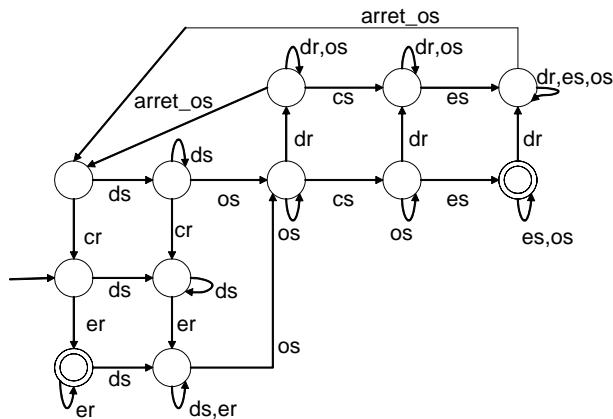 arret_os
dr,os
dr,os
dr,es,os
cs
es
arret_os
dr
dr
dr
ds
ds
os
cs
es
os
os
es,os
cr
cr
ds
ds
er
er
os
ds
er
ds,er